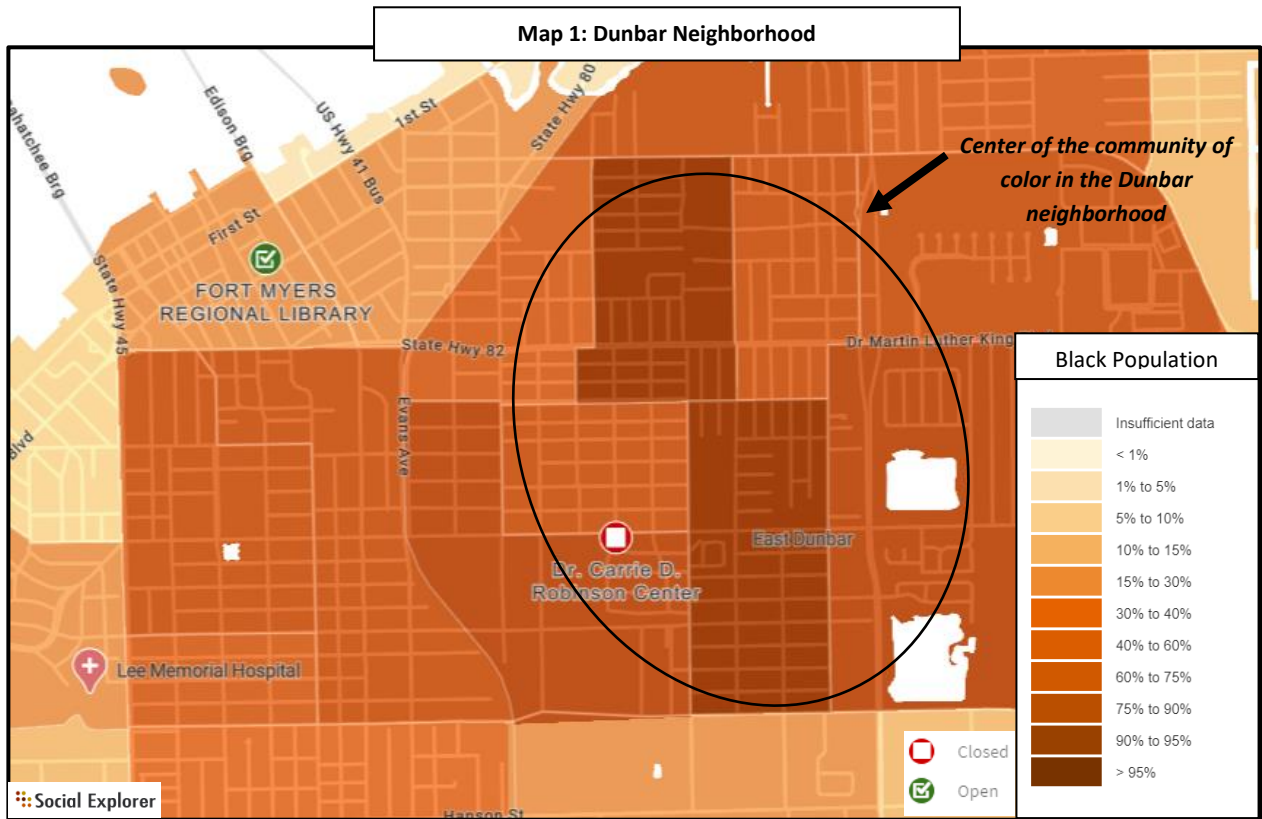 Map 1: Dunbar Neighborhood
ahatchee Brg
Edison Brg
US Hwy 41 Bus
1st St
State Hwy 80
Center of the community of
color in the Dunbar
neighborhood
First St
FORT MYERS
REGIONAL LIBRARY
State Hwy 45
State Hwy 82
Dr Martin Luther King
Evans Ave
Blvd
East Dunbar
Dr. Carrie D.
Robinson Center
Lee Memorial Hospital
Hanson St
Black Population
Insufficient data
< 1%
1% to 5%
5% to 10%
10% to 15%
15% to 30%
30% to 40%
40% to 60%
60% to 75%
75% to 90%
90% to 95%
> 95%
Closed
Open
Social Explorer